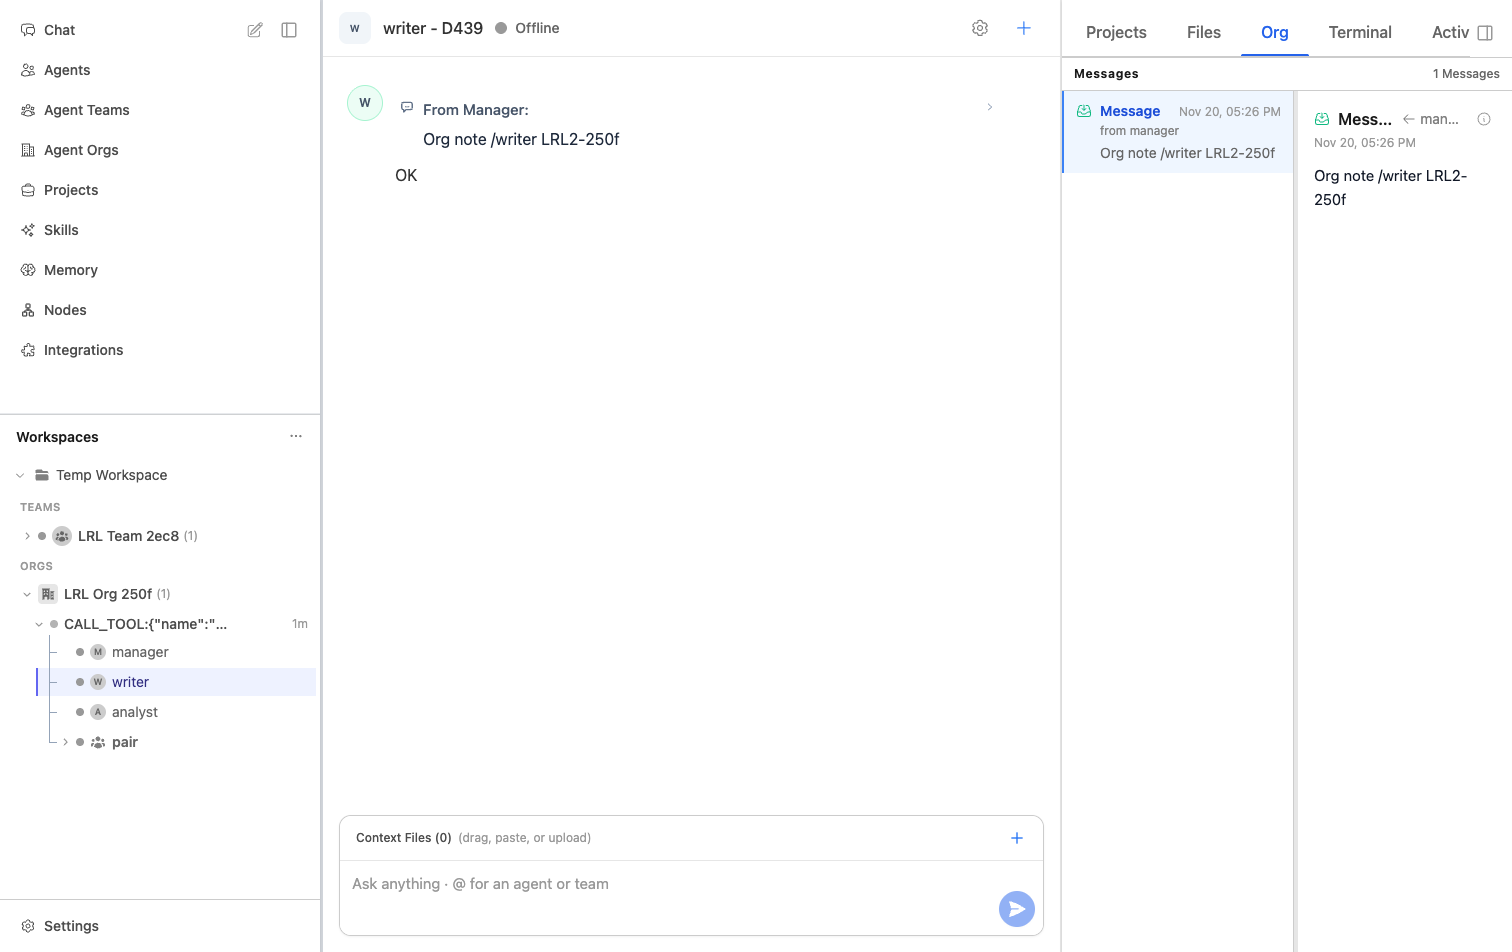 Chat
Agents
Agent Teams
Agent Orgs
Projects
Skills
Memory
Nodes
Integrations
Workspaces
Temp Workspace
TEAMS
LRL Team 2ec8 (1)
ORGS
LRL Org 250f (1)
CALL_TOOL:{"name":"... 1m
M manager
W writer
A analyst
pair
Settings
W writer - D439 Offline
W From Manager:
Org note /writer LRL2-250f
OK
Context Files (0) (drag, paste, or upload)
Ask anything · @ for an agent or team
Projects Files Org Terminal Activ
Messages 1 Messages
Message Nov 20, 05:26 PM
from manager
Org note /writer LRL2-250f
Mess... ← man...
Nov 20, 05:26 PM
Org note /writer LRL2-
250f